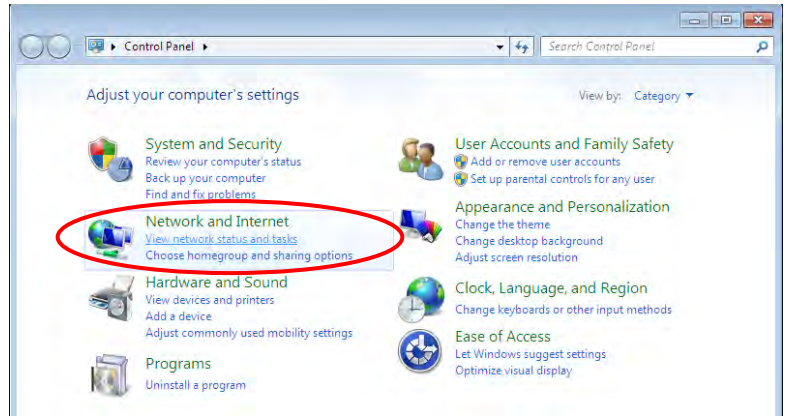 Control Panel
Search Control Panel
Adjust your computer's settings
View by: Category
System and Security
Review your computer's status
Back up your computer
Find and fix problems
Network and Internet
View network status and tasks
Choose homegroup and sharing options
Hardware and Sound
View devices and printers
Add a device
Adjust commonly used mobility settings
Programs
Uninstall a program
User Accounts and Family Safety
Add or remove user accounts
Set up parental controls for any user
Appearance and Personalization
Change the theme
Change desktop background
Adjust screen resolution
Clock, Language, and Region
Change keyboards or other input methods
Ease of Access
Let Windows suggest settings
Optimize visual display